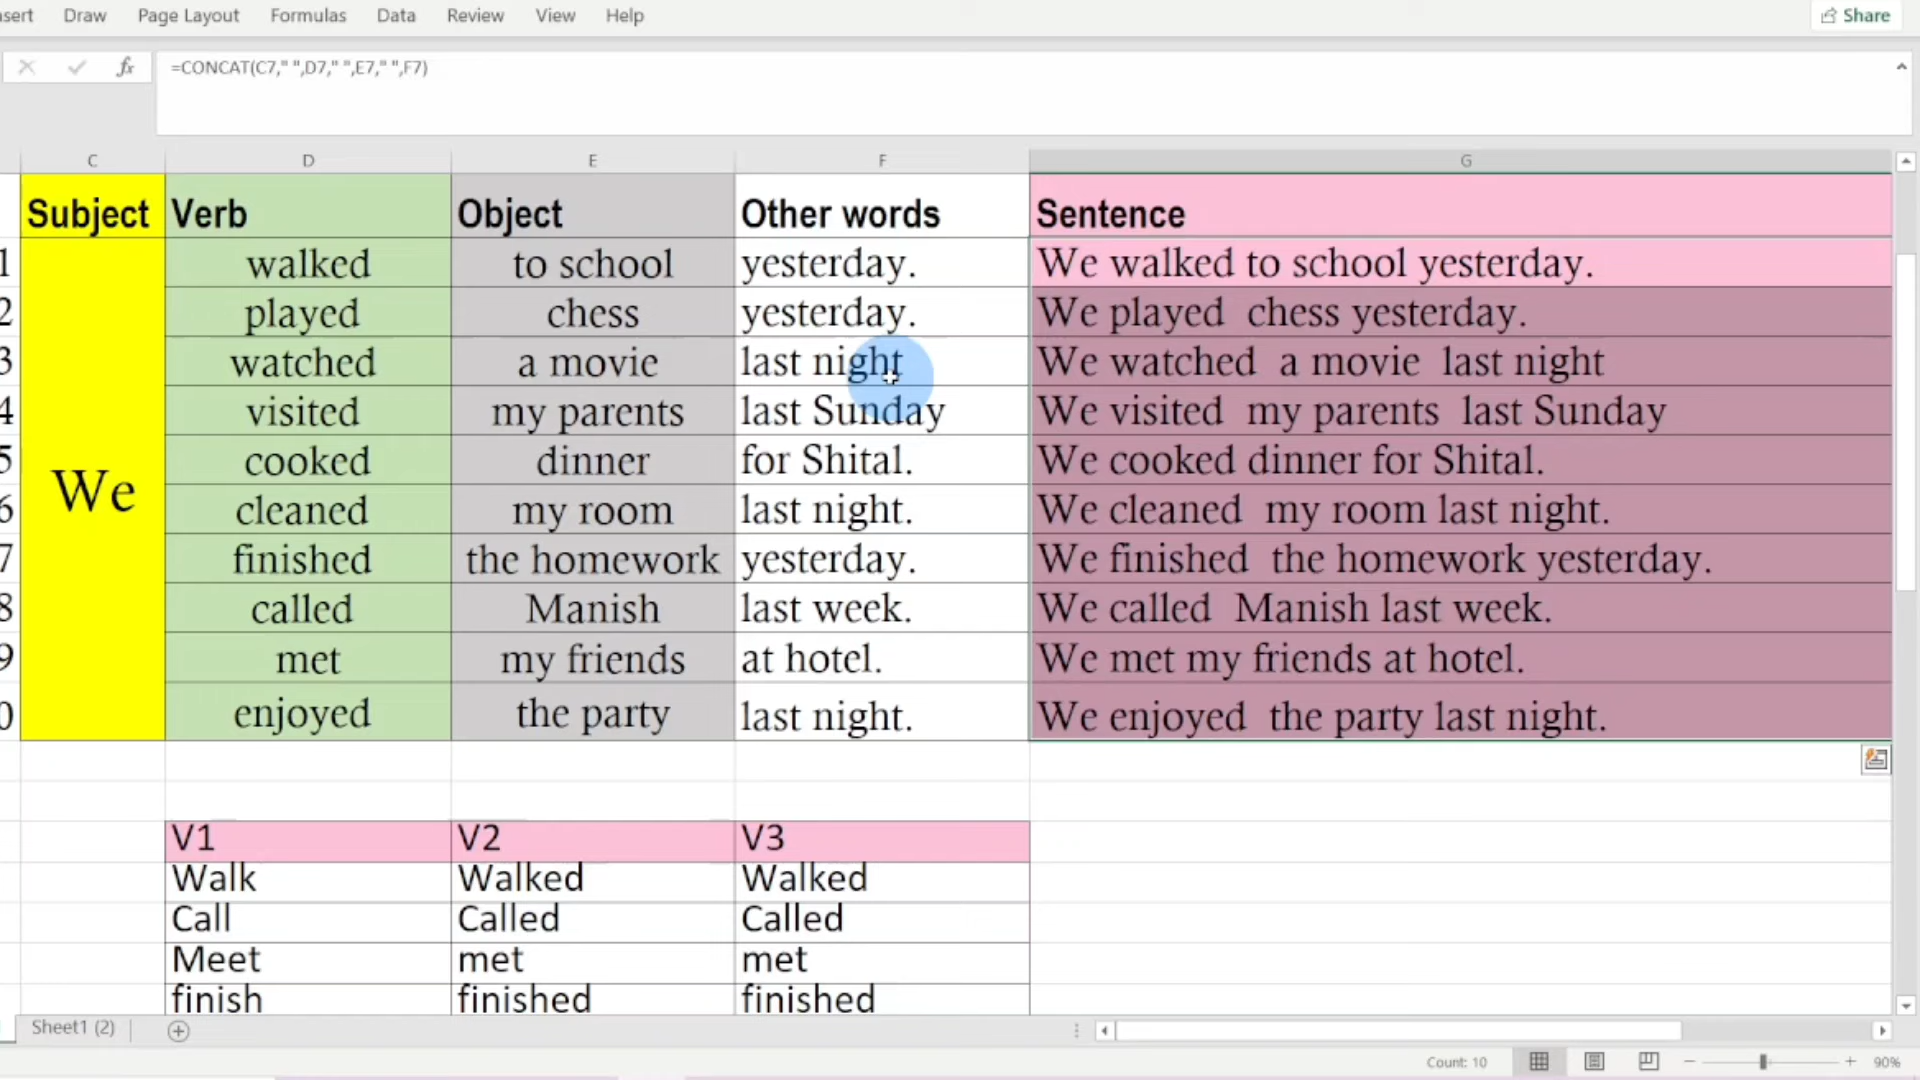 nsert Draw Page Layout Formulas Data Review View Help Share
fx =CONCAT(C7," ",D7," ",E7," ",F7)
C D E F G
Subject Verb Object Other words Sentence
1 walked to school yesterday. We walked to school yesterday.
2 played chess yesterday. We played  chess yesterday.
3 watched a movie last night We watched  a movie  last night
4 visited my parents last Sunday We visited  my parents  last Sunday
5 cooked dinner for Shital. We cooked dinner for Shital.
We
6 cleaned my room last night. We cleaned  my room last night.
7 finished the homework yesterday. We finished  the homework yesterday.
8 called Manish last week. We called  Manish last week.
9 met my friends at hotel. We met my friends at hotel.
0 enjoyed the party last night. We enjoyed  the party last night.
V1 V2 V3
Walk Walked Walked
Call Called Called
Meet met met
finish finished finished
Sheet1 (2)
Count: 10 90%